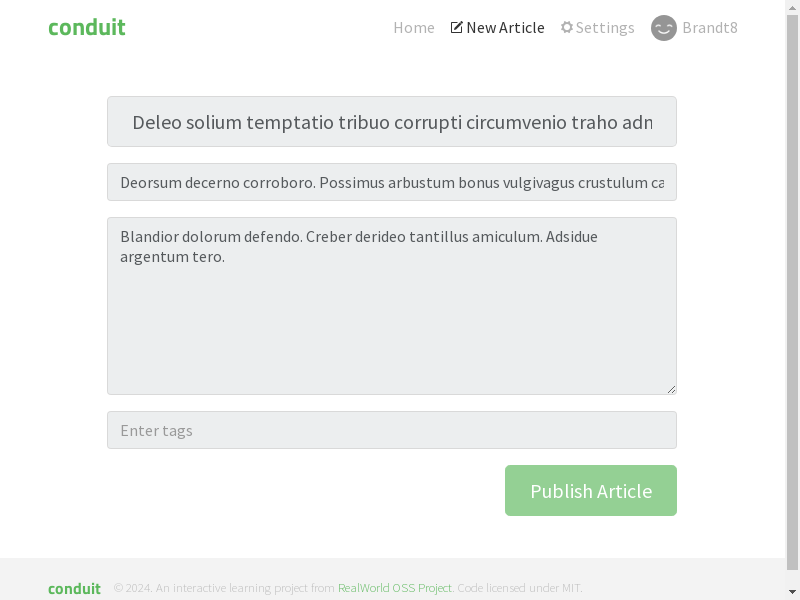 conduit
Home
New Article
Settings
Brandt8
Deleo solium temptatio tribuo corrupti circumvenio traho
Deorsum decerno corroboro. Possimus arbustum bonus vulgivagus crustulum
Blandior dolorum defendo. Creber derideo tantillus amiculum. Adsidue
argentum tero.
Enter tags
Publish Article
conduit © 2024. An interactive learning project from RealWorld OSS Project. Code licensed under MIT.